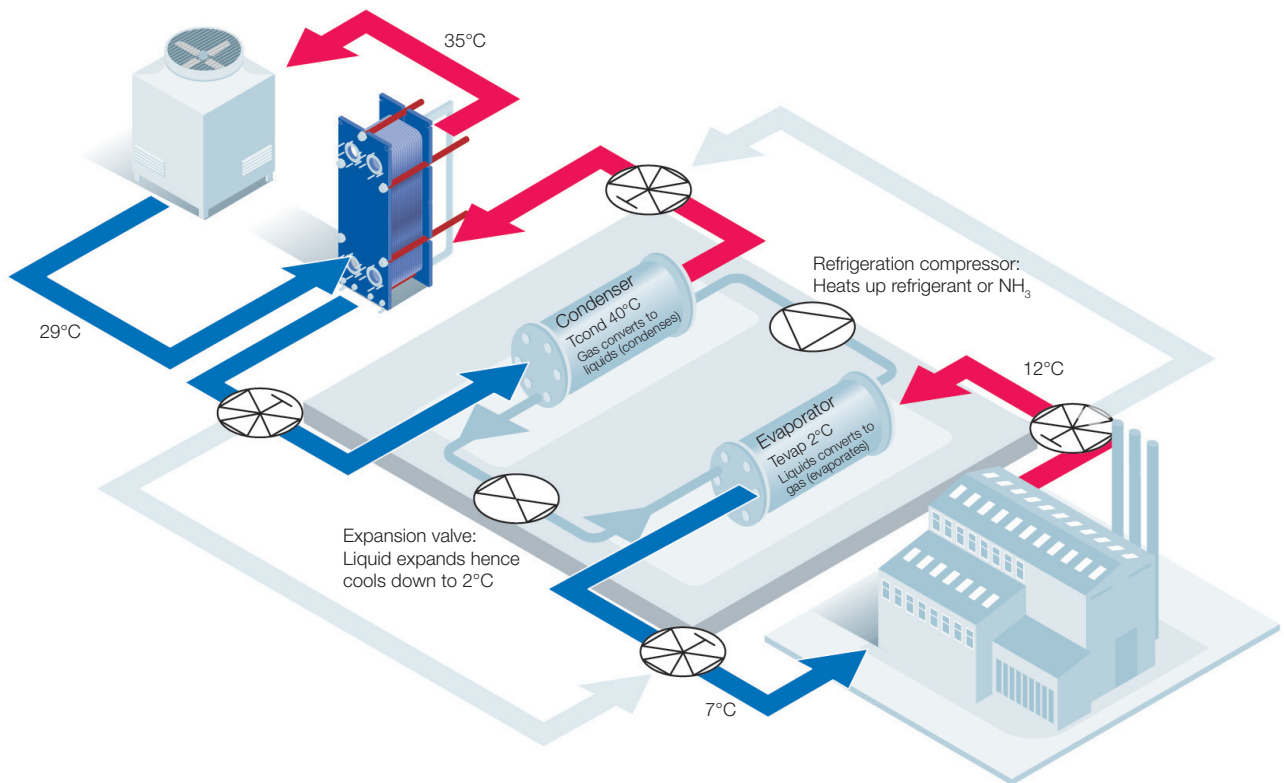 35°C
29°C
Condenser
Tcond 40°C
Gas converts to
liquids (condenses)
Refrigeration compressor:
Heats up refrigerant or NH₃
12°C
Evaporator
Tevap 2°C
Liquids converts to
gas (evaporates)
Expansion valve:
Liquid expands hence
cools down to 2°C
7°C